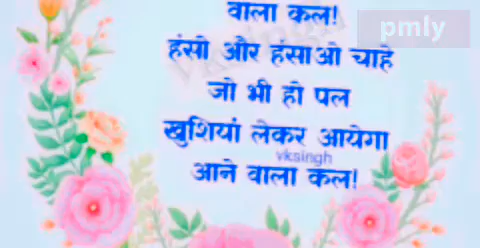 वाला कल!
pmly
हंसो और हंसाओ चाहे
जो भी हो पल
खुशियां लेकर आयेगा
vksingh
आने वाला कल!